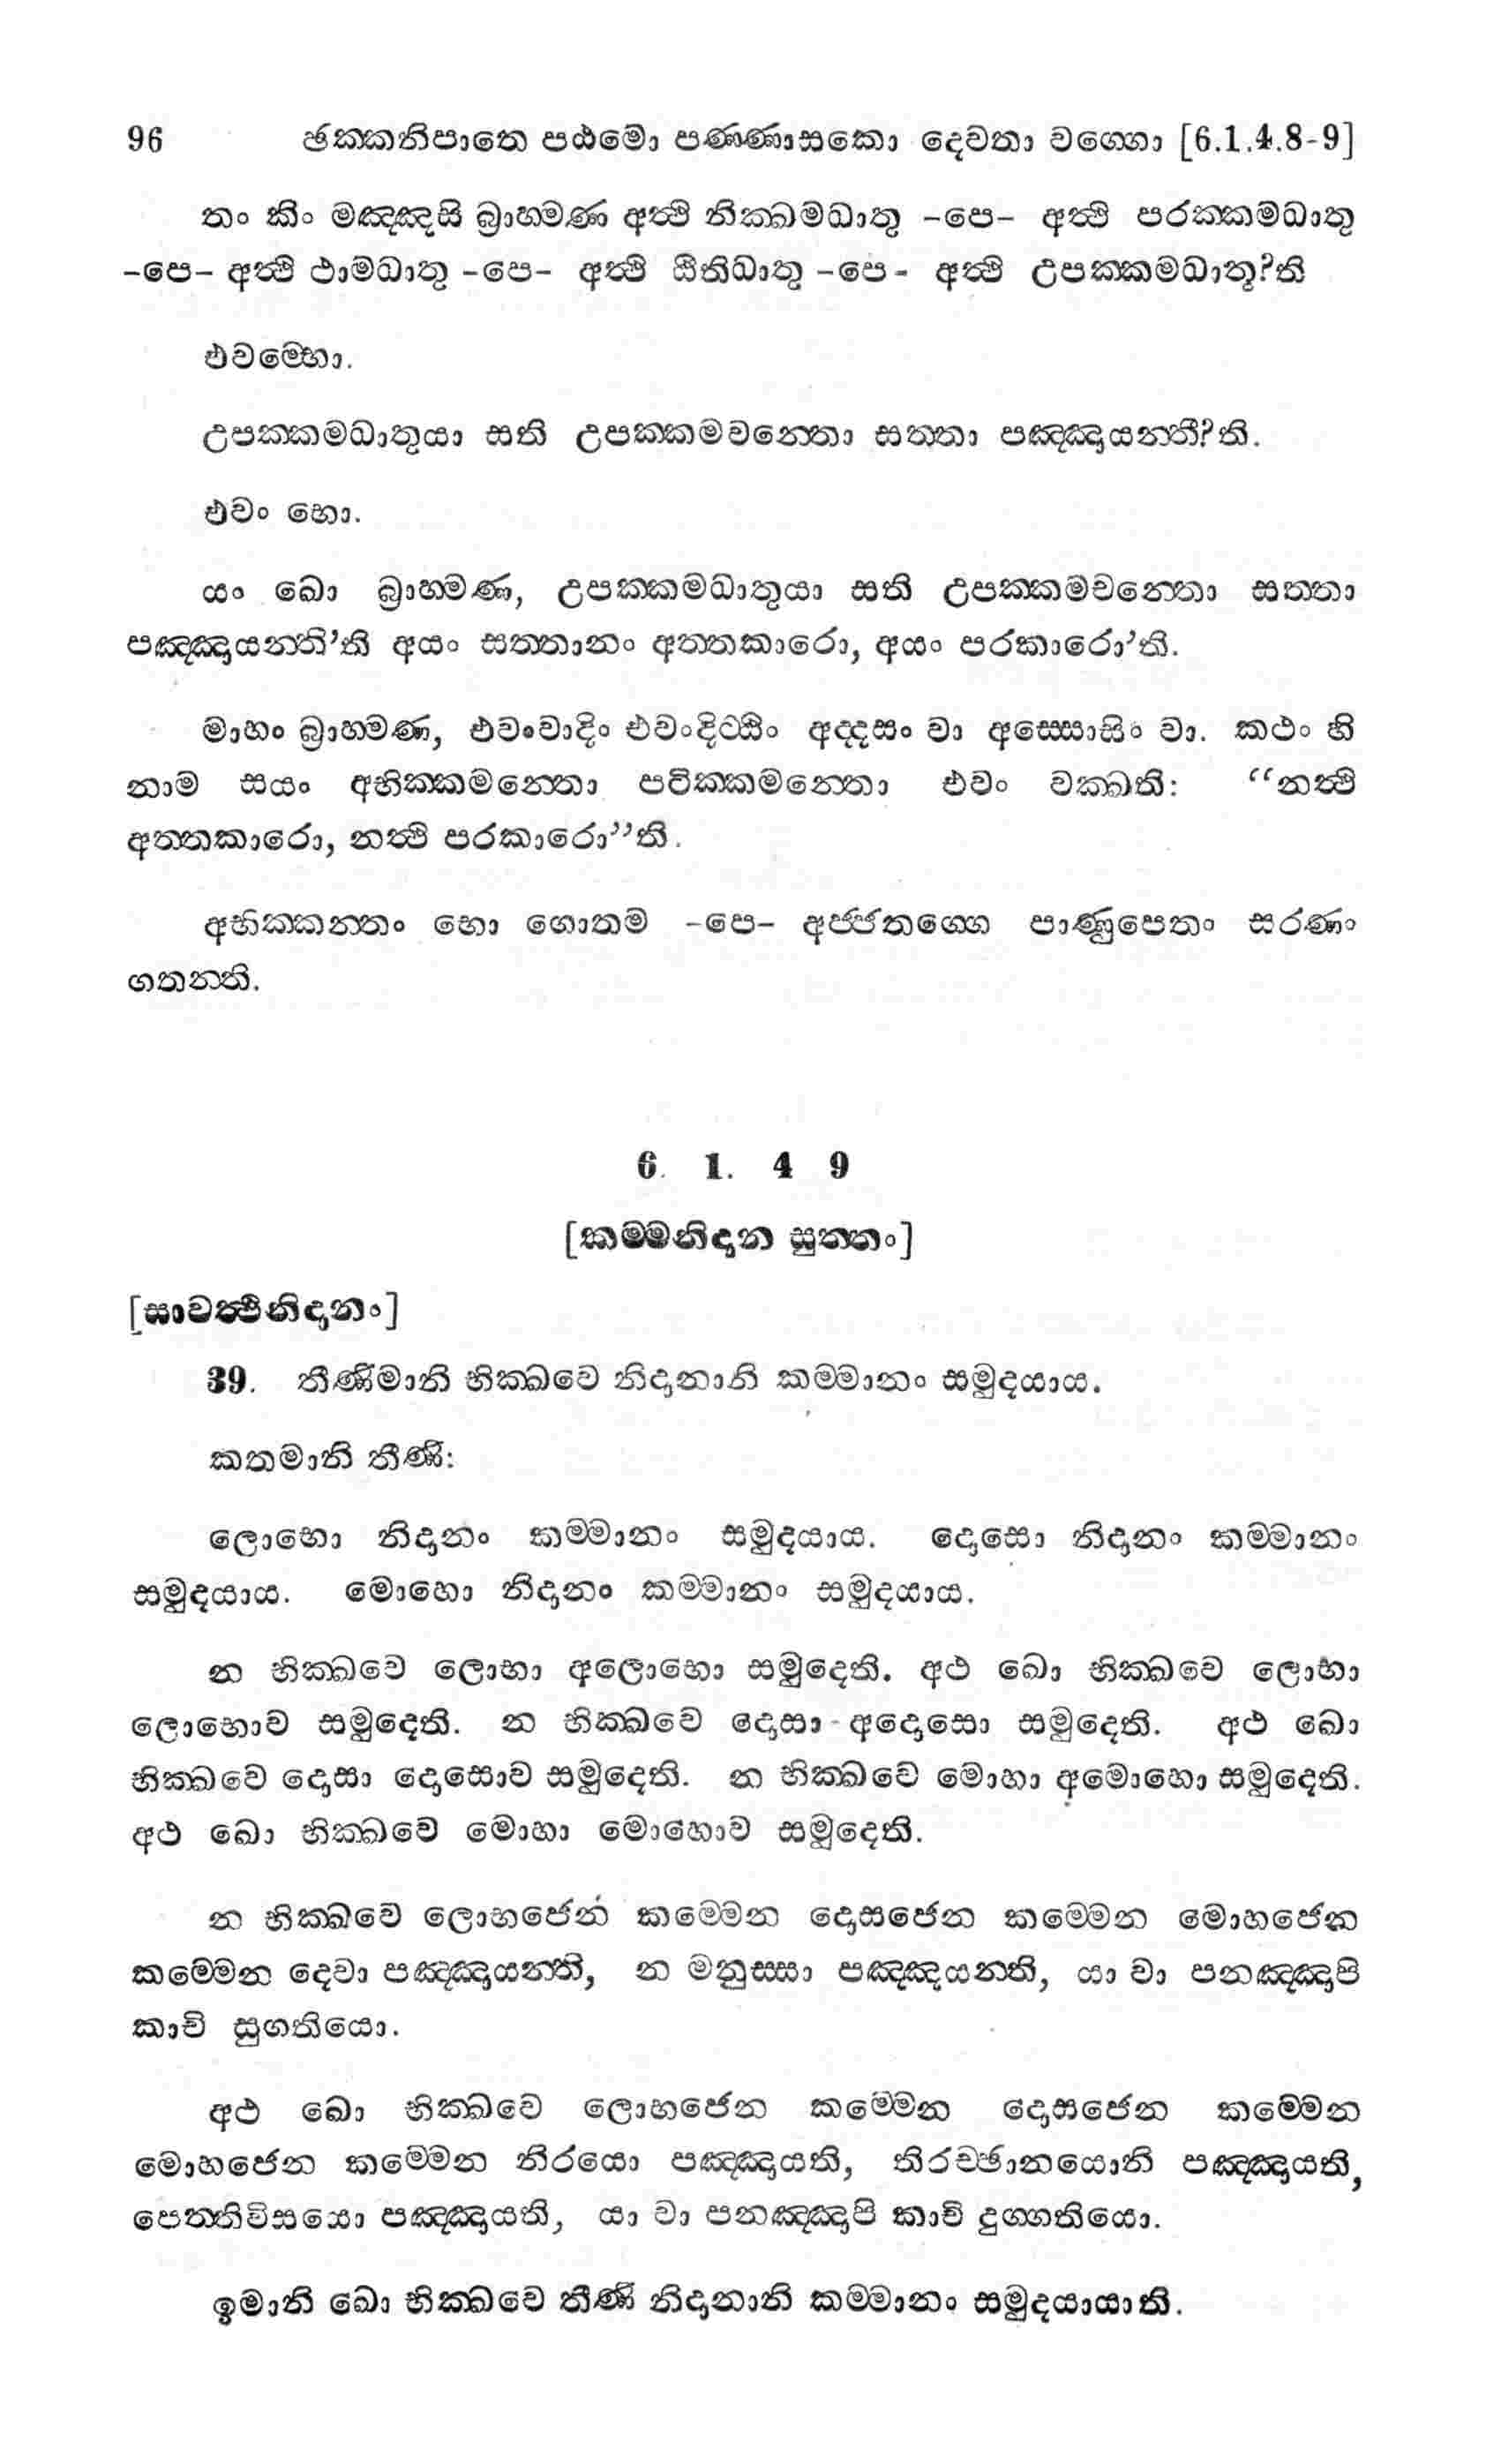 96 ඡක්කනිපාතෙ පඨමො පණ්ණාසකො දෙවතා වග්ගො [6.1.4.8-9]
තං කිං මඤ්ඤසි බ්‍රාහ්මණ අත්ථි නික්ඛමධාතු -පෙ- අත්ථි පරක්කමධාතු
-පෙ- අත්ථි ථාමධාතු -පෙ- අත්ථි ඨිතිධාතු -පෙ- අත්ථි උපක්කමධාතූ?ති
එවම්භො.
උපක්කමධාතුයා සති උපක්කමවන්තො සත්තා පඤ්ඤායන්තී?ති.
එවං භො.
යං ඛො බ්‍රාහ්මණ, උපක්කමධාතුයා සති උපක්කමවන්තො සත්තා
පඤ්ඤායන්ති’ති අයං සත්තානං අත්තකාරො, අයං පරකාරො’ති.
මාහං බ්‍රාහ්මණ, එවංවාදිං එවංදිට්ඨිං අද්දසං වා අස්සොසිං වා. කථං හි
නාම සයං අභික්කමන්තො පටික්කමන්තො එවං වක්ඛති: “නත්ථි
අත්තකාරො, නත්ථි පරකාරො”ති.
අභික්කන්තං භො ගොතම -පෙ- අජ්ජතග්ගෙ පාණුපෙතං සරණං
ගතන්ති.
6. 1. 4 9
[කම්මනිදාන සුත්තං]
[සාවත්ථිනිදානං]
39. තීණිමානි භික්ඛවෙ නිදානානි කම්මානං සමුදයාය.
කතමානි තීණි:
ලොභො නිදානං කම්මානං සමුදයාය. දොසො නිදානං කම්මානං
සමුදයාය. මොහො නිදානං කම්මානං සමුදයාය.
න භික්ඛවෙ ලොභා අලොභො සමුදෙති. අථ ඛො භික්ඛවෙ ලොභා
ලොභොව සමුදෙති. න භික්ඛවෙ දොසා අදොසො සමුදෙති. අථ ඛො
භික්ඛවෙ දොසා දොසොව සමුදෙති. න භික්ඛවෙ මොහා අමොහො සමුදෙති.
අථ ඛො භික්ඛවෙ මොහා මොහොව සමුදෙති.
න භික්ඛවෙ ලොභජෙන කම්මෙන දොසජෙන කම්මෙන මොහජෙන
කම්මෙන දෙවා පඤ්ඤායන්ති, න මනුස්සා පඤ්ඤයන්ති, යා වා පනඤ්ඤාපි
කාචි සුගතියො.
අථ ඛො භික්ඛවෙ ලොභජෙන කම්මෙන දොසජෙන කම්මෙන
මොහජෙන කම්මෙන නිරයො පඤ්ඤායති, තිරච්ඡානයොනි පඤ්ඤායති,
පෙත්තිවිසයො පඤ්ඤායති, යා වා පනඤ්ඤාපි කාචි දුග්ගතියො.
ඉමානි ඛො භික්ඛවෙ තීණි නිදානානි කම්මානං සමුදයායාති.